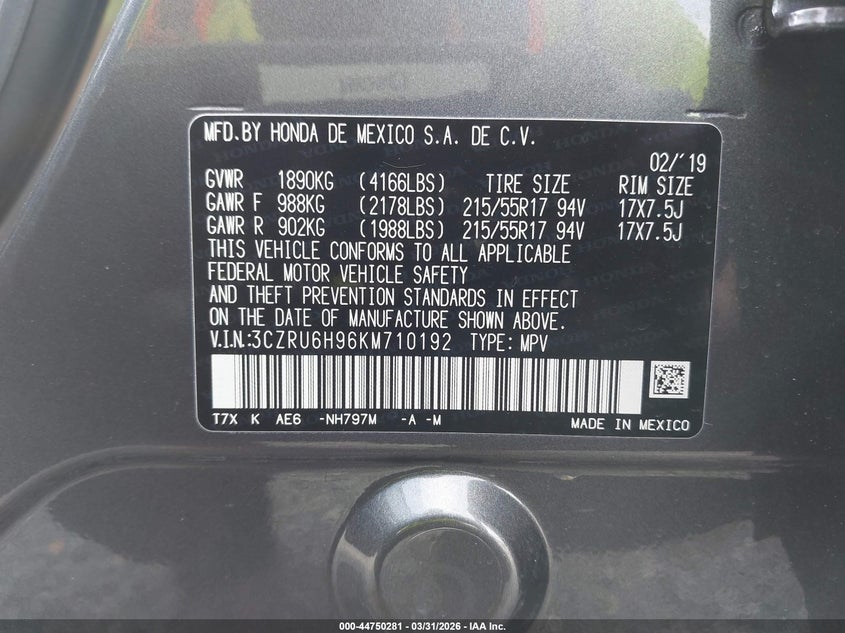 MFD. BY HONDA DE MEXICO S.A. DE C.V.
02/'19
GVWR 1890KG (4166LBS) TIRE SIZE RIM SIZE
GAWR F 988KG (2178LBS) 215/55R17 94V 17X7.5J
GAWR R 902KG (1988LBS) 215/55R17 94V 17X7.5J
THIS VEHICLE CONFORMS TO ALL APPLICABLE
FEDERAL MOTOR VEHICLE SAFETY
AND THEFT PREVENTION STANDARDS IN EFFECT
ON THE DATE OF MANUFACTURE SHOWN ABOVE.
V.I.N.:3CZRU6H96KM710192 TYPE: MPV
T7X K AE6 -NH797M -A -M MADE IN MEXICO
000-44750281 - 03/31/2026 - IAA Inc.